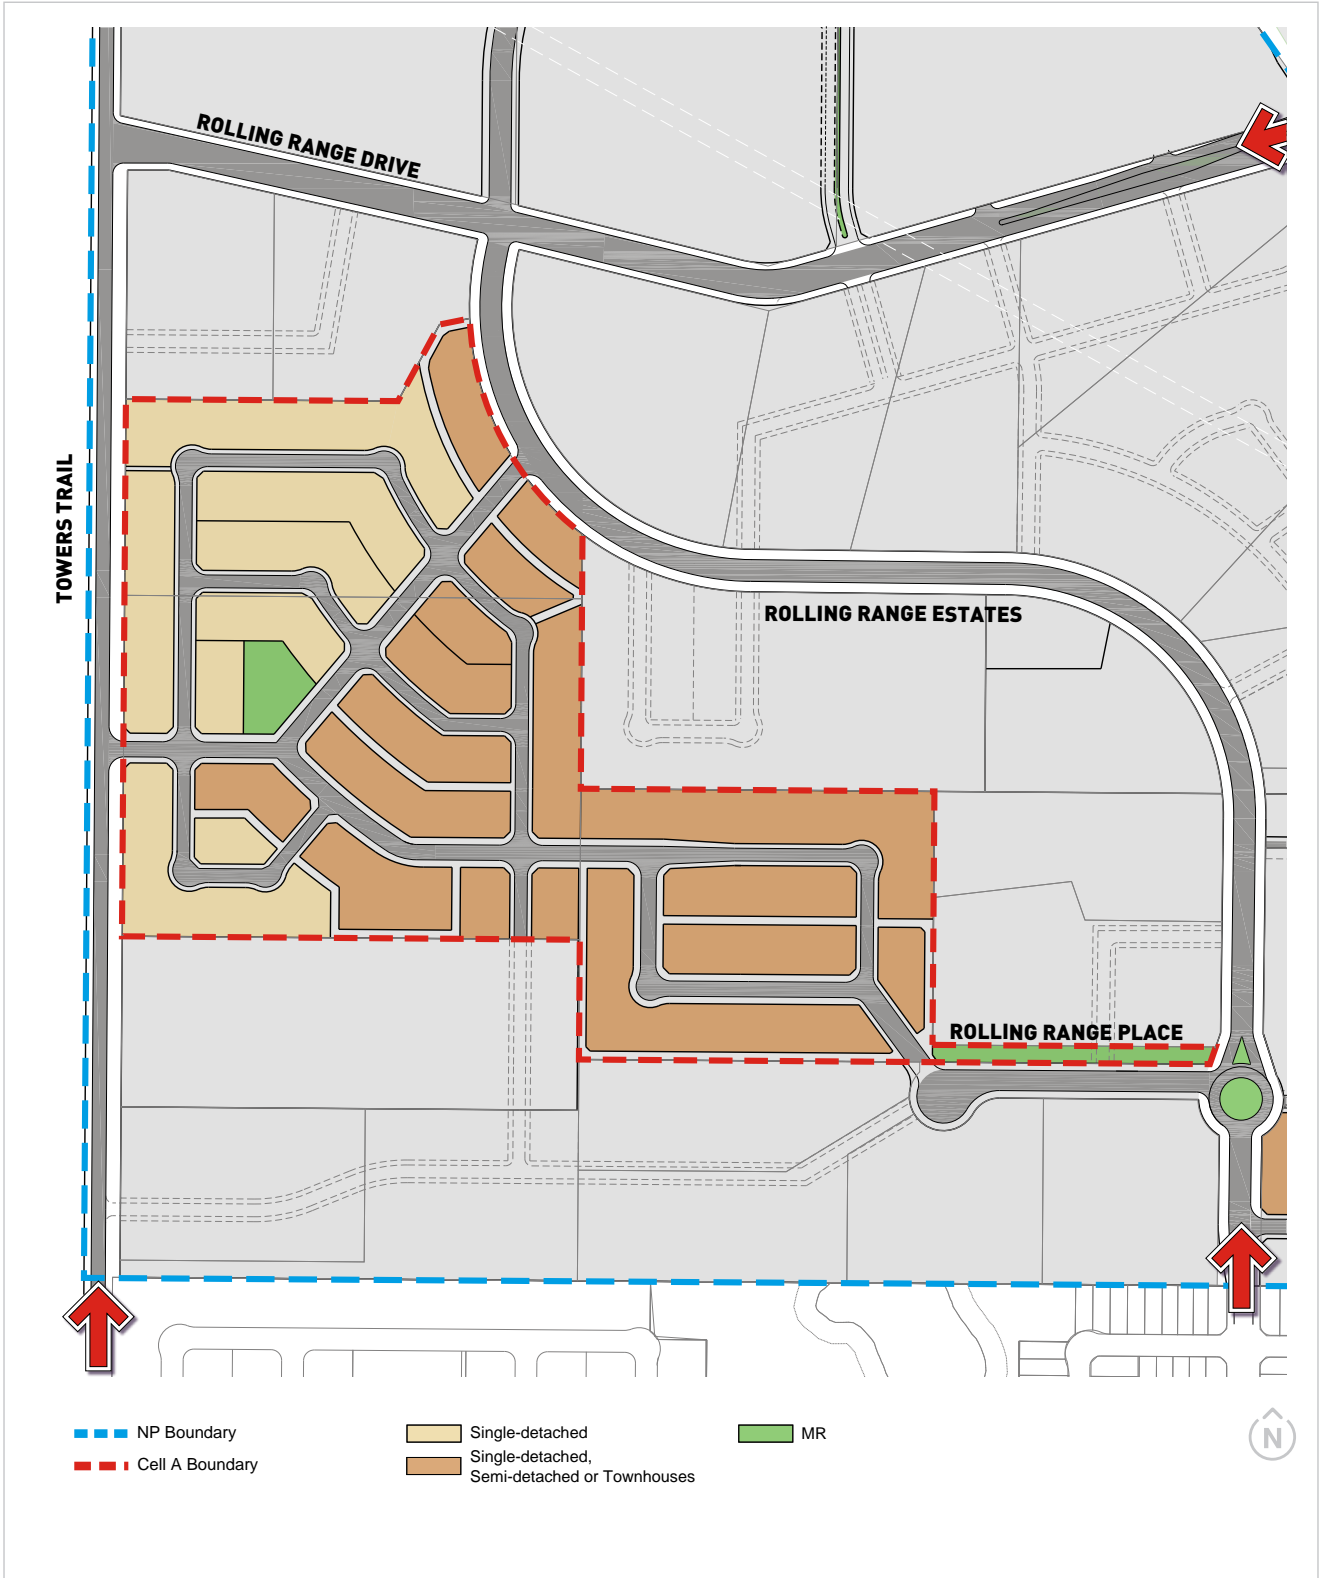 ROLLING RANGE DRIVE
TOWERS TRAIL
ROLLING RANGE ESTATES
ROLLING RANGE PLACE
NP Boundary
Cell A Boundary
Single-detached
Single-detached,
Semi-detached or Townhouses
MR
N